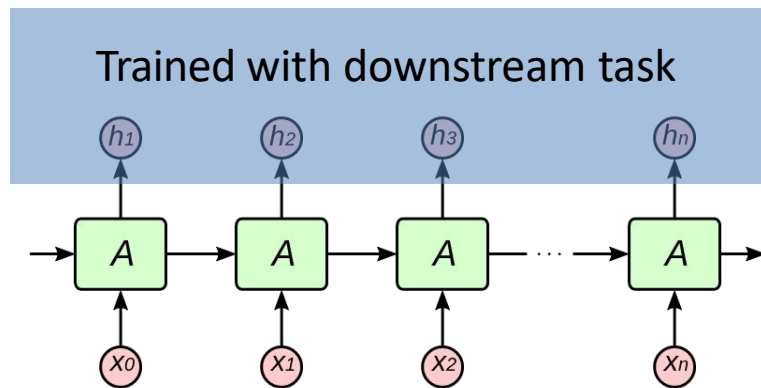 Trained with downstream task
h1 h2 h3 hn
A A A ... A
x0 x1 x2 xn